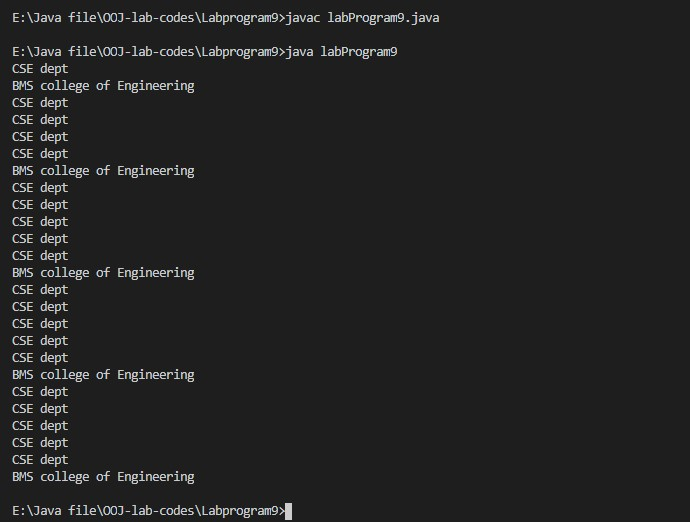 E:\Java file\OOJ-lab-codes\Labprogram9>javac labProgram9.java
E:\Java file\OOJ-lab-codes\Labprogram9>java labProgram9
CSE dept
BMS college of Engineering
CSE dept
CSE dept
CSE dept
CSE dept
BMS college of Engineering
CSE dept
CSE dept
CSE dept
CSE dept
CSE dept
BMS college of Engineering
CSE dept
CSE dept
CSE dept
CSE dept
CSE dept
BMS college of Engineering
CSE dept
CSE dept
CSE dept
CSE dept
CSE dept
BMS college of Engineering
E:\Java file\OOJ-lab-codes\Labprogram9>